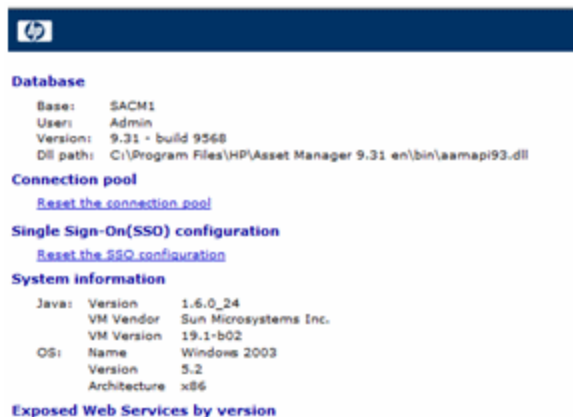 hp
Database
Base: SACM1
User: Admin
Version: 9.31 - build 9568
Dll path: C:\Program Files\HP\Asset Manager 9.31 en\bin\aamapi93.dll
Connection pool
Reset the connection pool
Single Sign-On(SSO) configuration
Reset the SSO configuration
System information
Java: Version 1.6.0_24
VM Vendor Sun Microsystems Inc.
VM Version 19.1-b02
OS: Name Windows 2003
Version 5.2
Architecture x86
Exposed Web Services by version